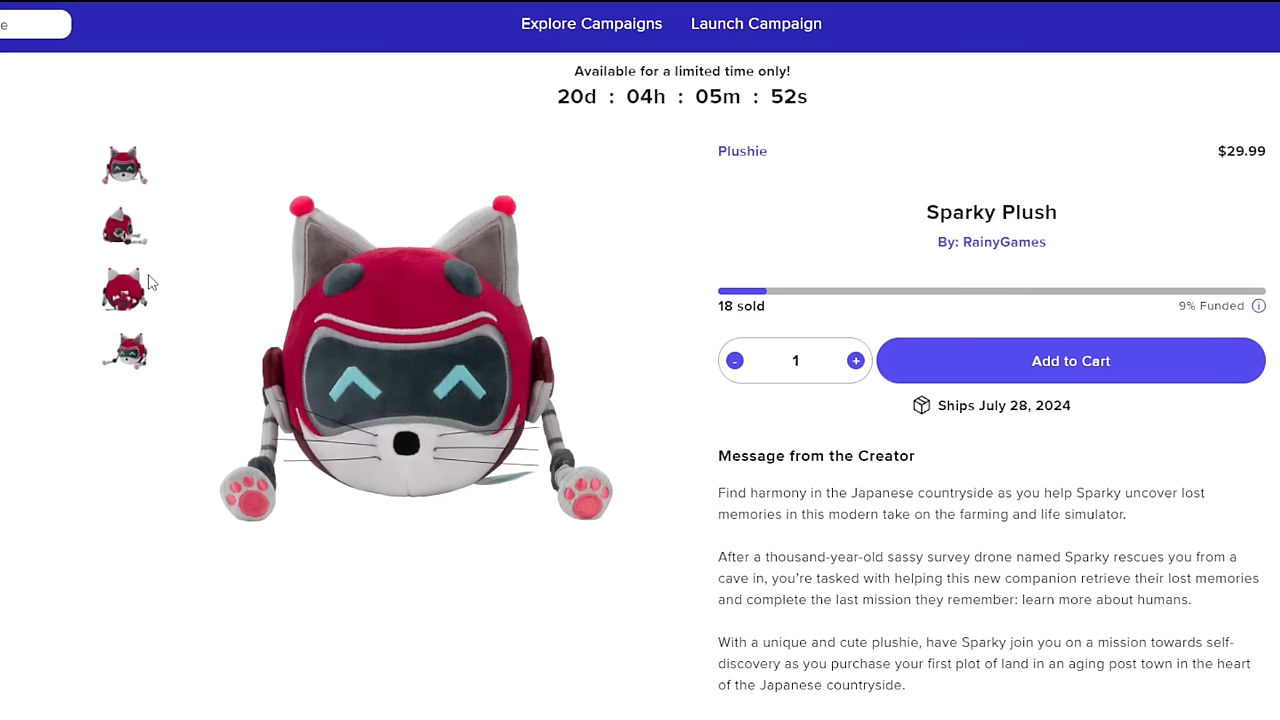 e
Explore Campaigns
Launch Campaign
Available for a limited time only!
20d : 04h : 05m : 52s
Plushie
$29.99
Sparky Plush
By: RainyGames
18 sold
9% Funded
- 1 +
Add to Cart
Ships July 28, 2024
Message from the Creator
Find harmony in the Japanese countryside as you help Sparky uncover lost
memories in this modern take on the farming and life simulator.
After a thousand-year-old sassy survey drone named Sparky rescues you from a
cave in, you're tasked with helping this new companion retrieve their lost memories
and complete the last mission they remember: learn more about humans.
With a unique and cute plushie, have Sparky join you on a mission towards self-
discovery as you purchase your first plot of land in an aging post town in the heart
of the Japanese countryside.